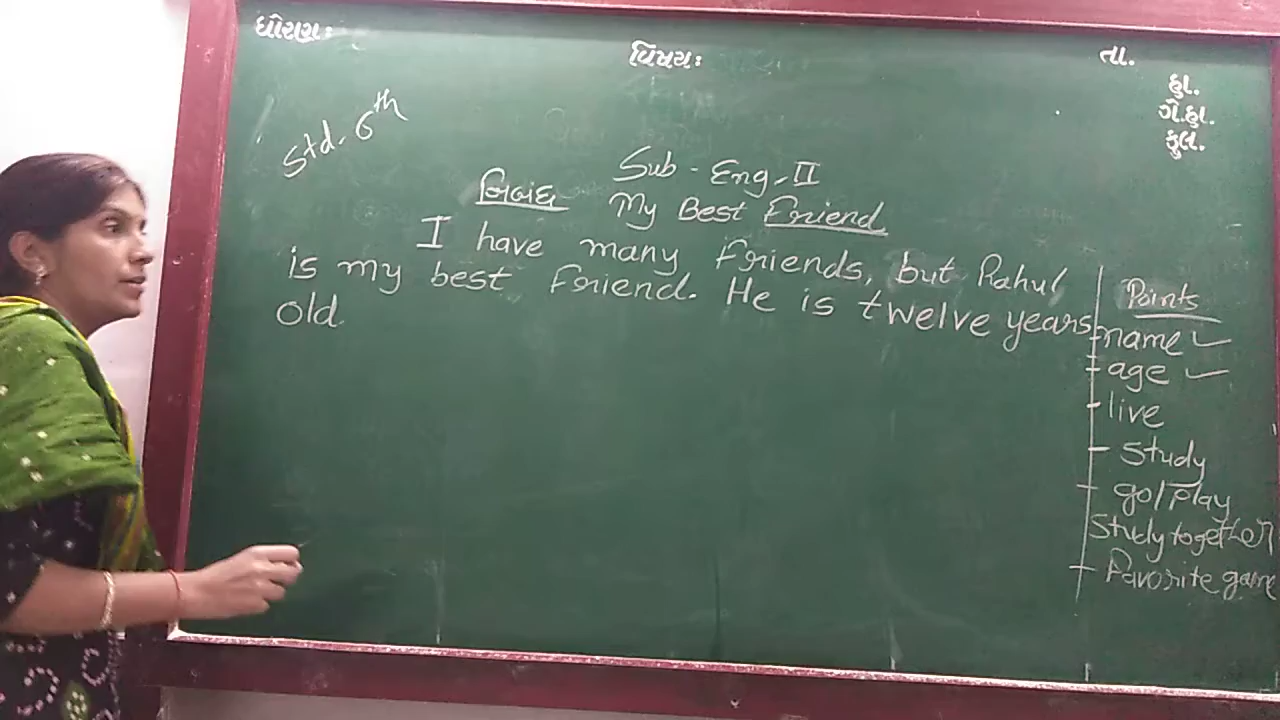 ધોરણ:
વિષય:
તા.
હા.
ગે.હા.
કુલ.
Std. 6th
Sub - Eng-II
નિબંધ My Best Friend
I have many Friends, but Rahul
is my best Friend. He is twelve years
old.
Points
name ✓
age ✓
live
study
go/play
Study together
Favorite game